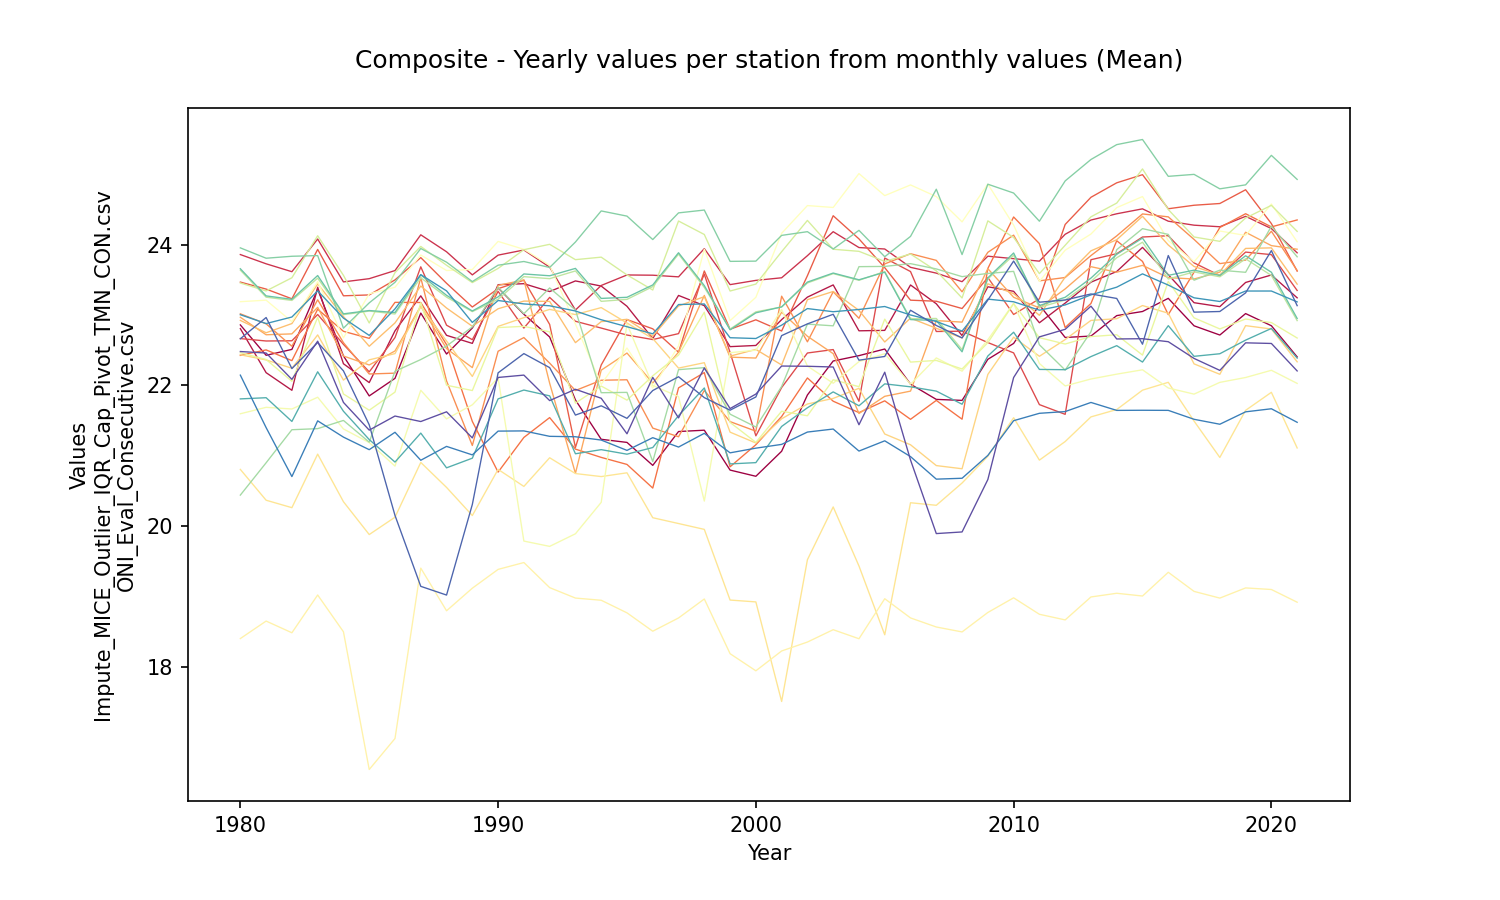 Composite - Yearly values per station from monthly values (Mean)
Values
Impute_MICE_Outlier_IQR_Cap_Pivot_TMN_CON.csv
ONI_Eval_Consecutive.csv
24
22
20
18
1980
1990
2000
2010
2020
Year